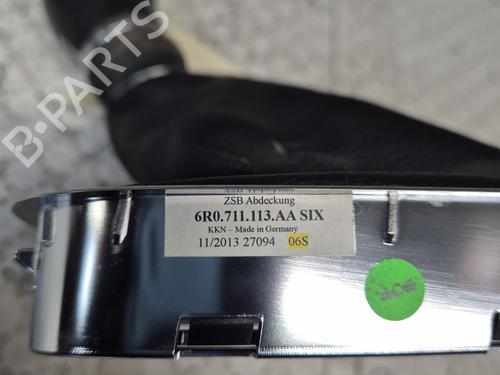 B-PARTS
ZSB Abdeckung
6R0.711.113.AA SIX
KKN – Made in Germany
11/2013 27094 06S